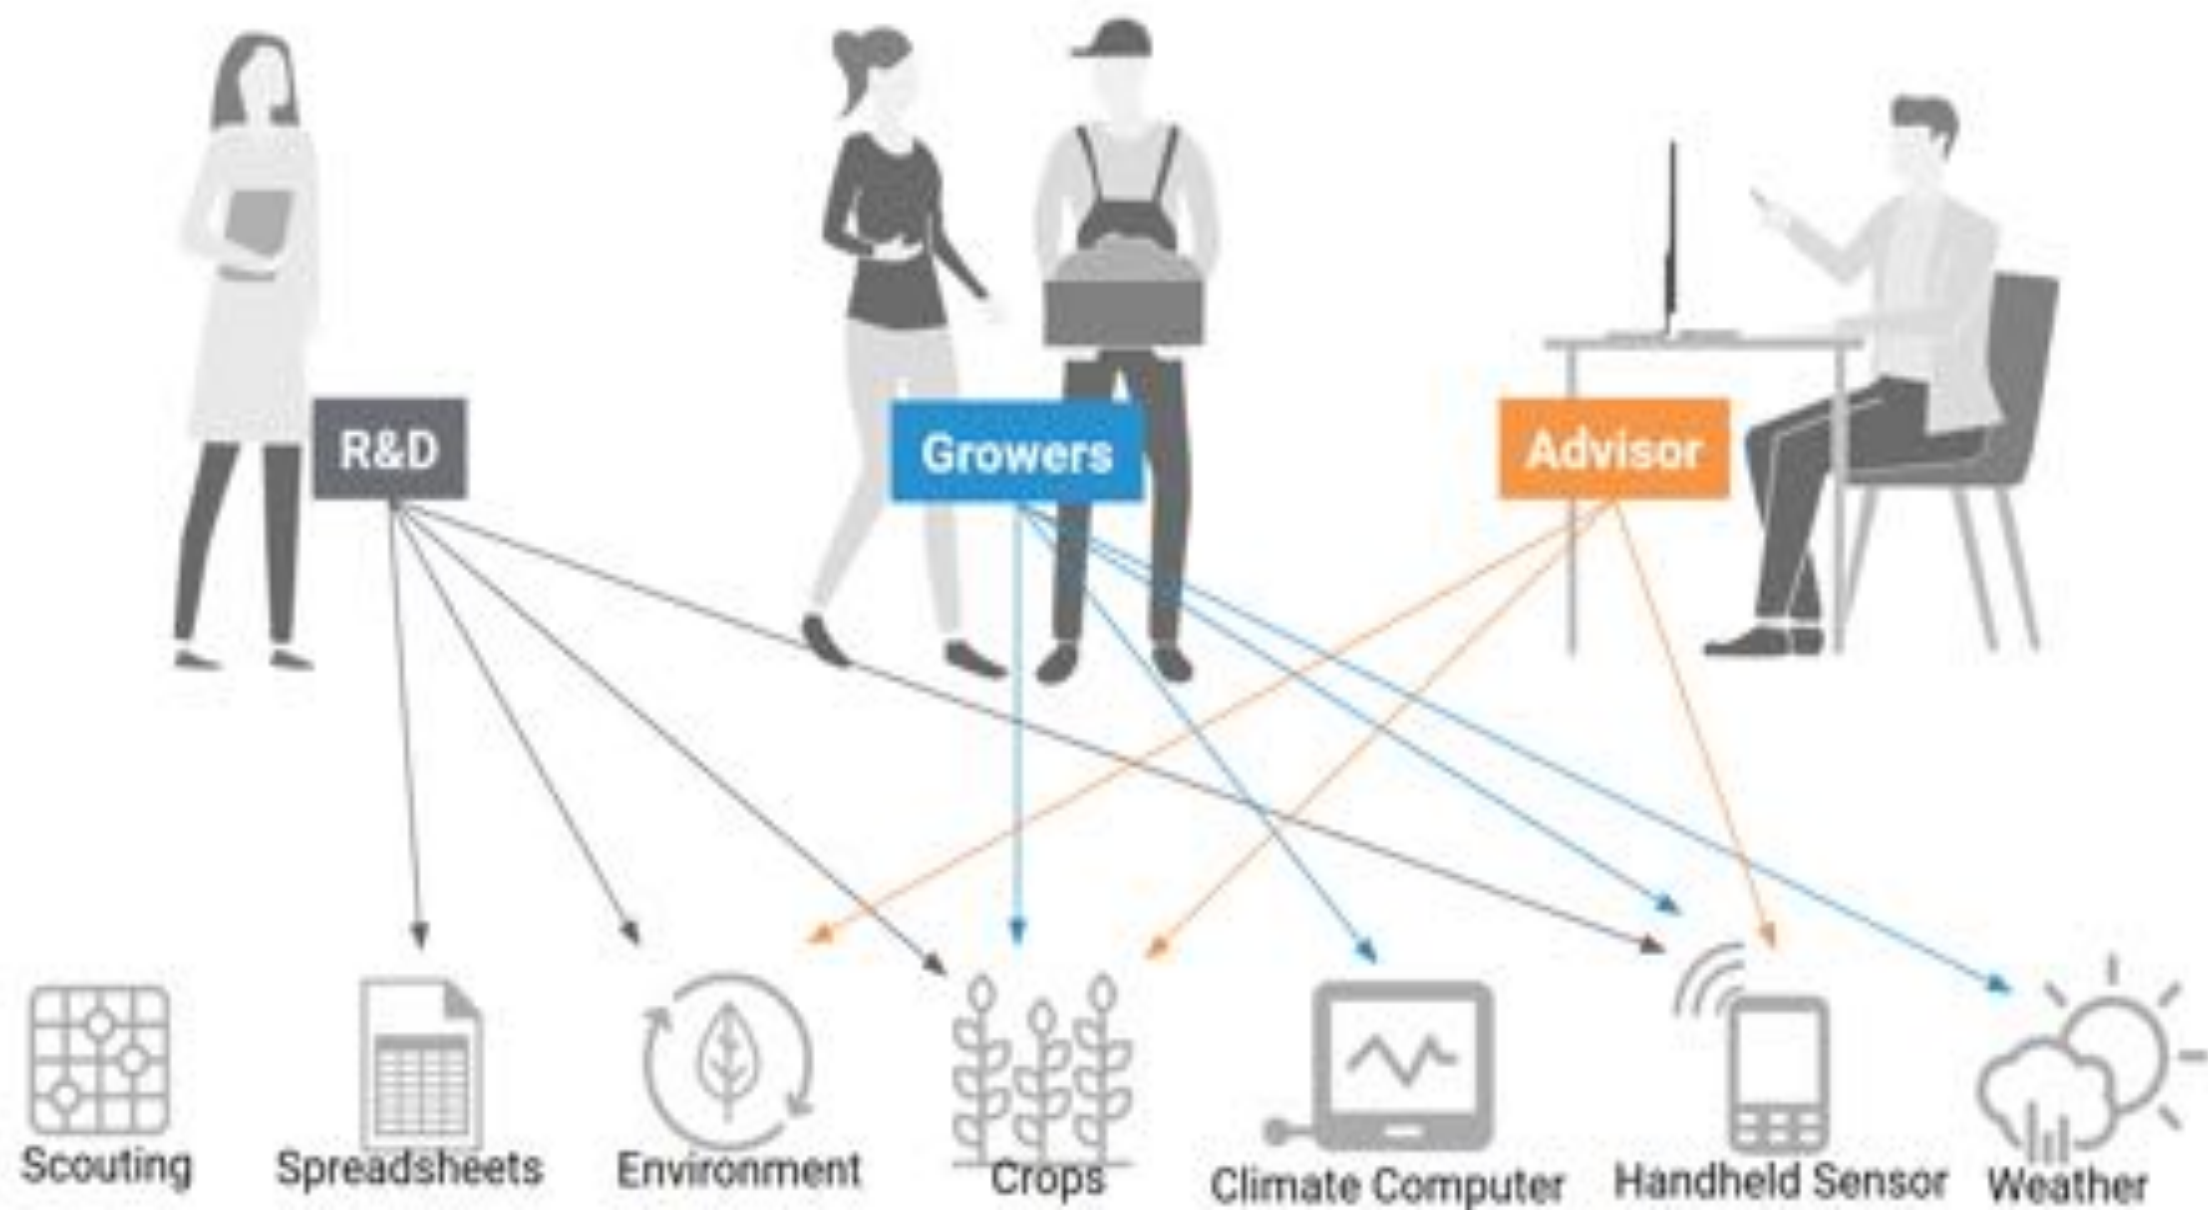 R&D
Growers
Advisor
Scouting
Spreadsheets
Environment
Crops
Climate Computer
Handheld Sensor
Weather